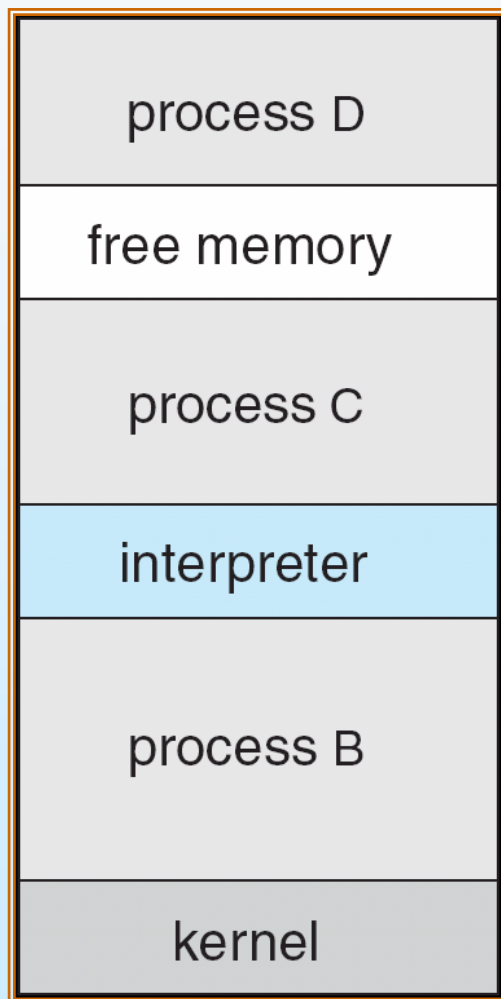 process D
free memory
process C
interpreter
process B
kernel